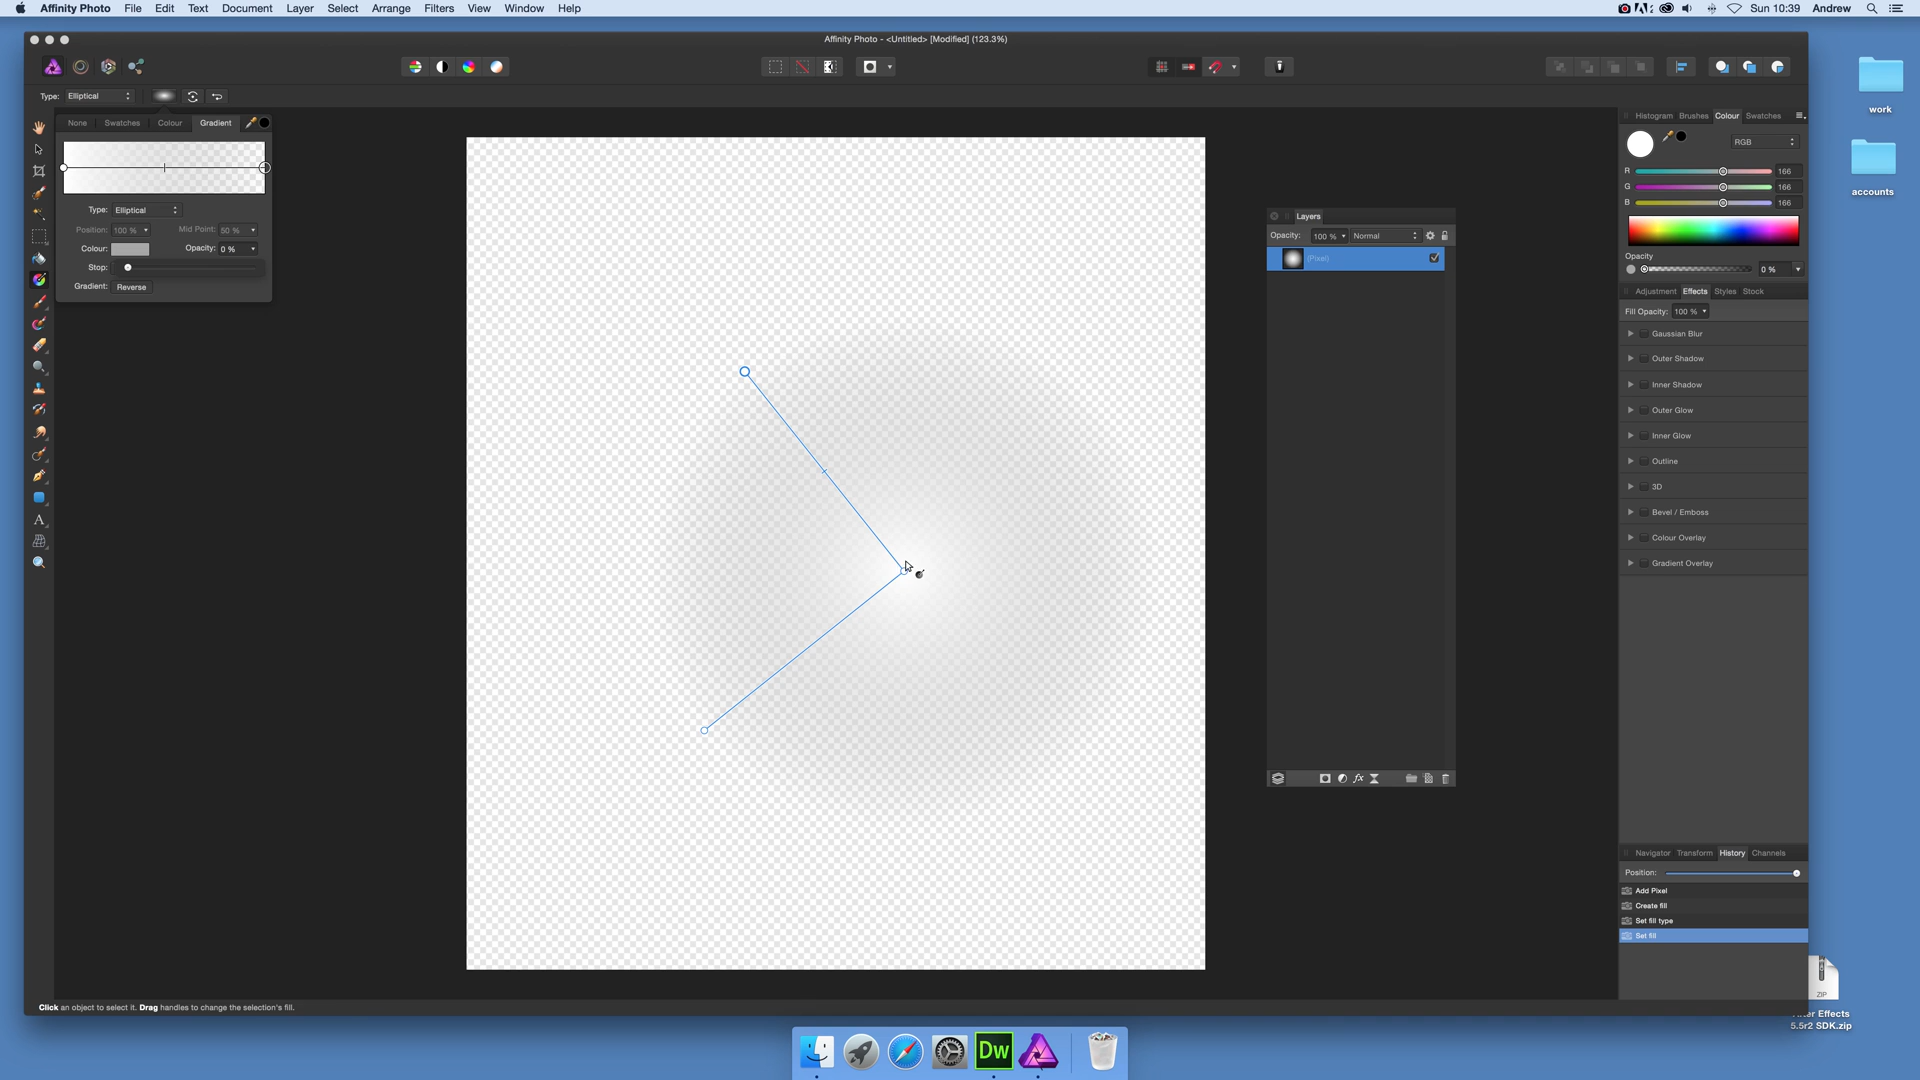 Affinity Photo File Edit Text Document Layer Select Arrange Filters View Window Help
Sun 10:39 Andrew
Affinity Photo - <Untitled> [Modified] (123.3%)
Type: Elliptical
None Swatches Colour Gradient
Type: Elliptical
Position: 100 % Mid Point: 50 %
Colour: Opacity: 0 %
Stop:
Gradient: Reverse
Layers
Opacity: 100 % Normal
(Pixel)
fx
A
Histogram Brushes Colour Swatches
RGB
R 166
G 166
B 166
Opacity
0 %
Adjustment Effects Styles Stock
Fill Opacity: 100 %
Gaussian Blur
Outer Shadow
Inner Shadow
Outer Glow
Inner Glow
Outline
3D
Bevel / Emboss
Colour Overlay
Gradient Overlay
Navigator Transform History Channels
Position:
Add Pixel
Create fill
Set fill type
Set fill
Click an object to select it. Drag handles to change the selection's fill.
work
accounts
ZIP
After Effects
5.5r2 SDK.zip
Dw